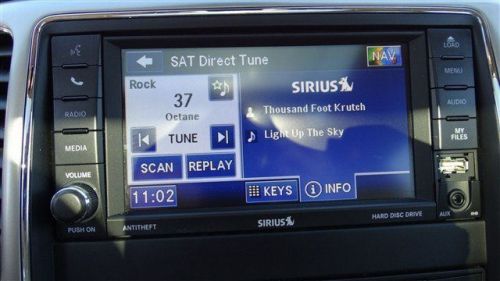 SAT Direct Tune
NAV
LOAD
MENU
AUDIO
MY
FILES
AUX
RADIO
MEDIA
VOLUME
PUSH ON
Rock
37
Octane
TUNE
SCAN
REPLAY
SIRIUS
Thousand Foot Krutch
Light Up The Sky
11:02
KEYS
INFO
ANTITHEFT
SIRIUS
HARD DISC DRIVE